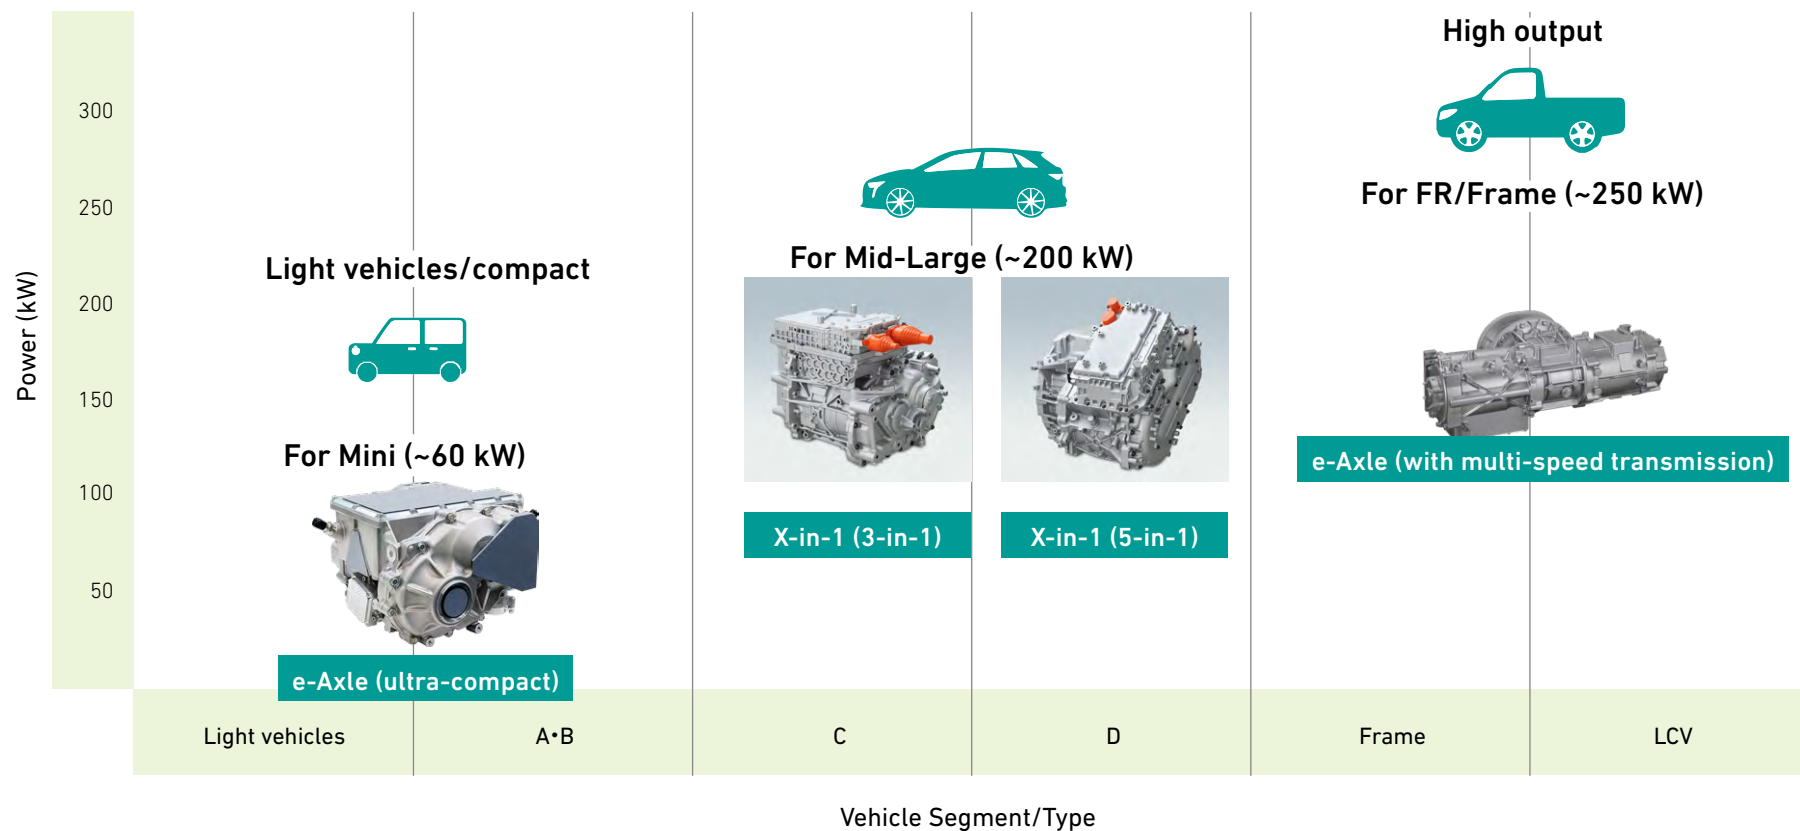 High output
For FR/Frame (~250 kW)
For Mid-Large (~200 kW)
Light vehicles/compact
For Mini (~60 kW)
e-Axle (with multi-speed transmission)
X-in-1 (3-in-1)
X-in-1 (5-in-1)
e-Axle (ultra-compact)
Power (kW)
300
250
200
150
100
50
Light vehicles
A•B
C
D
Frame
LCV
Vehicle Segment/Type